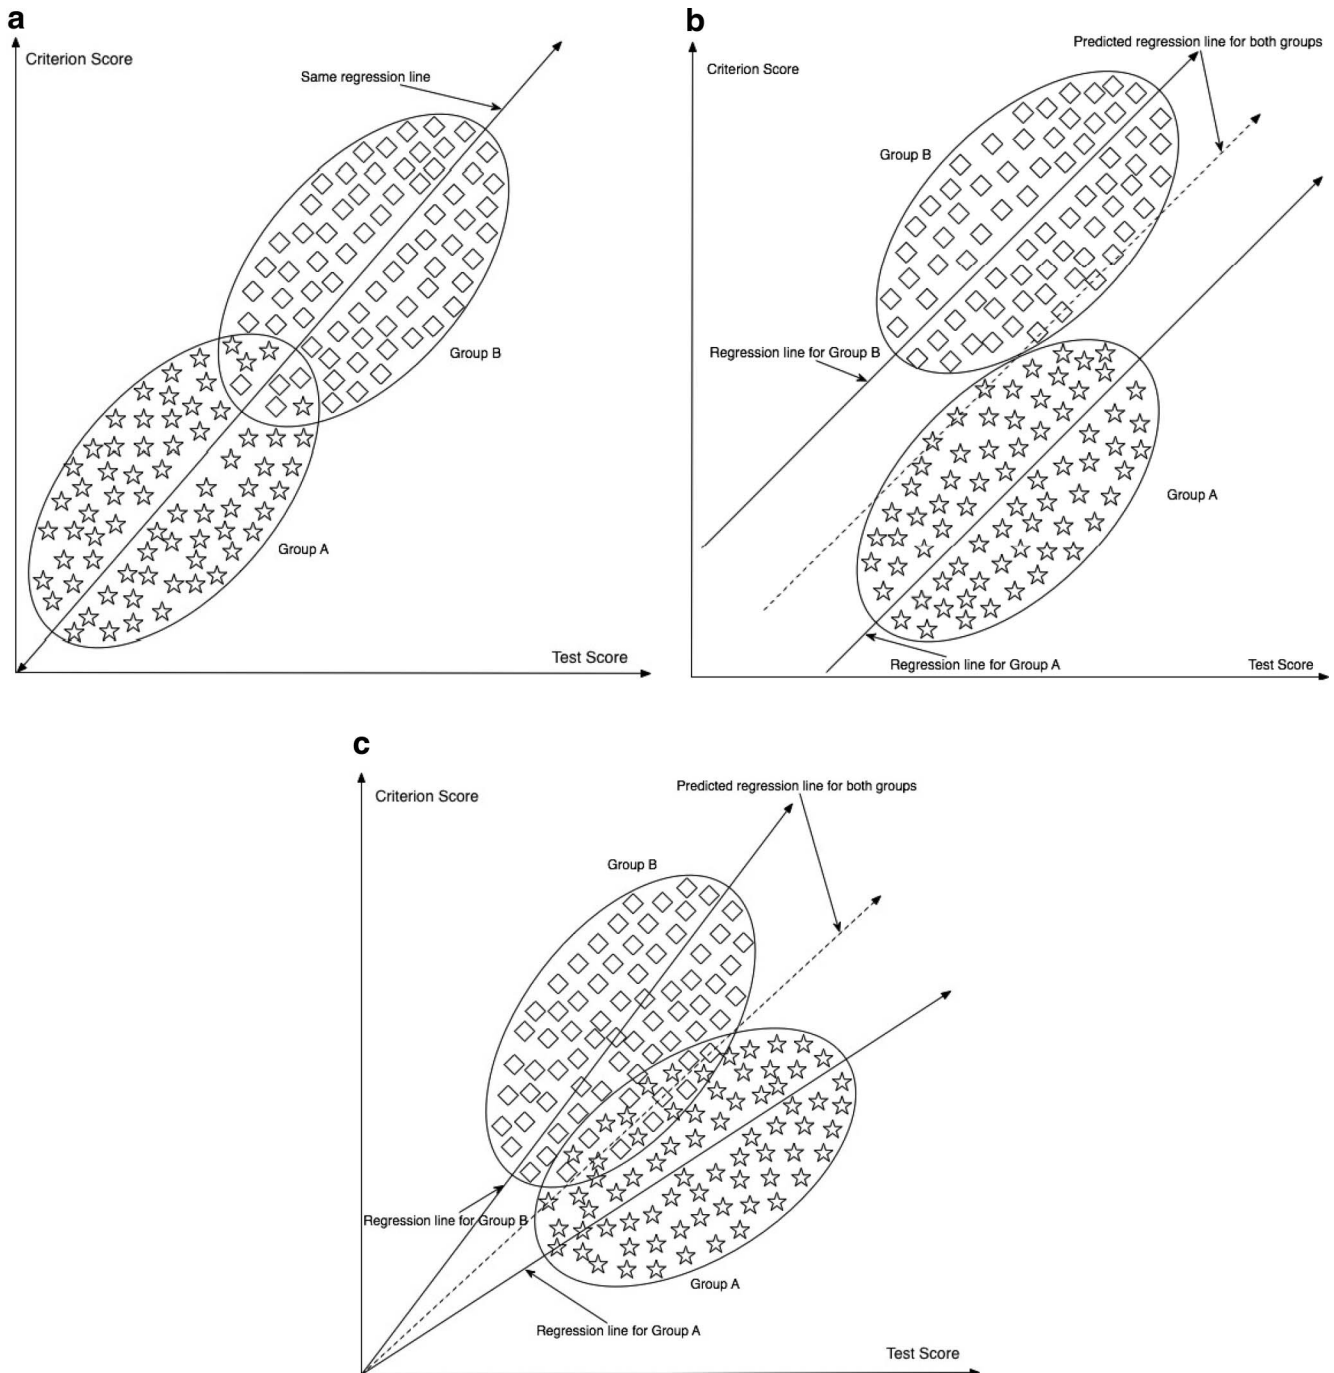 a
Criterion Score
Same regression line
Group B
Group A
Test Score
b
Predicted regression line for both groups
Criterion Score
Group B
Regression line for Group B
Group A
Regression line for Group A
Test Score
c
Predicted regression line for both groups
Criterion Score
Group B
Regression line for Group B
Group A
Regression line for Group A
Test Score